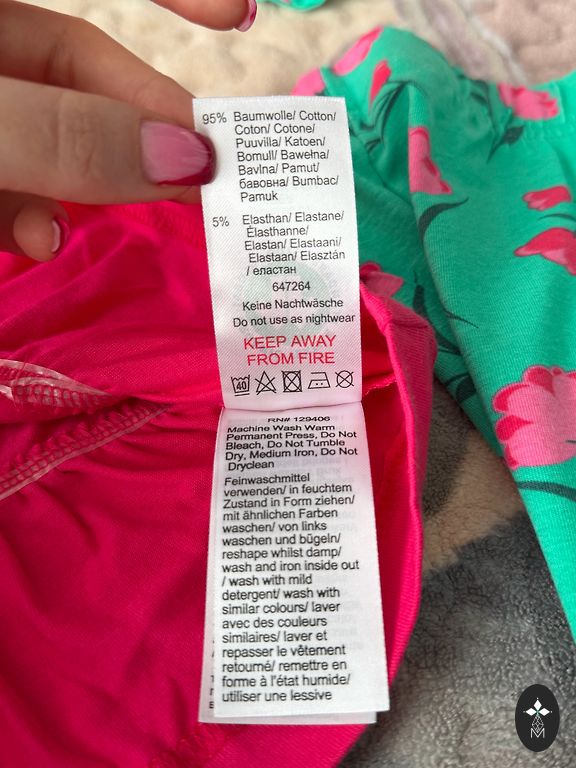 95% Baumwolle/ Cotton/
Coton/ Cotone/
Puuvilla/ Katoen/
Bomull/ Bawełna/
Bavlna/ Pamut/
бавовна/ Bumbac/
Pamuk
5% Elasthan/ Elastane/
Élasthanne/
Elastan/ Elastaani/
Elastaan/ Elasztán
/ еластан
647264
Keine Nachtwäsche
Do not use as nightwear
KEEP AWAY
FROM FIRE
40
RN# 129406
Machine Wash Warm
Permanent Press, Do Not
Bleach, Do Not Tumble
Dry, Medium Iron, Do Not
Dryclean
Feinwaschmittel
verwenden/ in feuchtem
Zustand in Form ziehen/
mit ähnlichen Farben
waschen/ von links
waschen und bügeln/
reshape whilst damp/
wash and iron inside out
/ wash with mild
detergent/ wash with
similar colours/ laver
avec des couleurs
similaires/ laver et
repasser le vêtement
retourné/ remettre en
forme à l'état humide/
utiliser une lessive
M